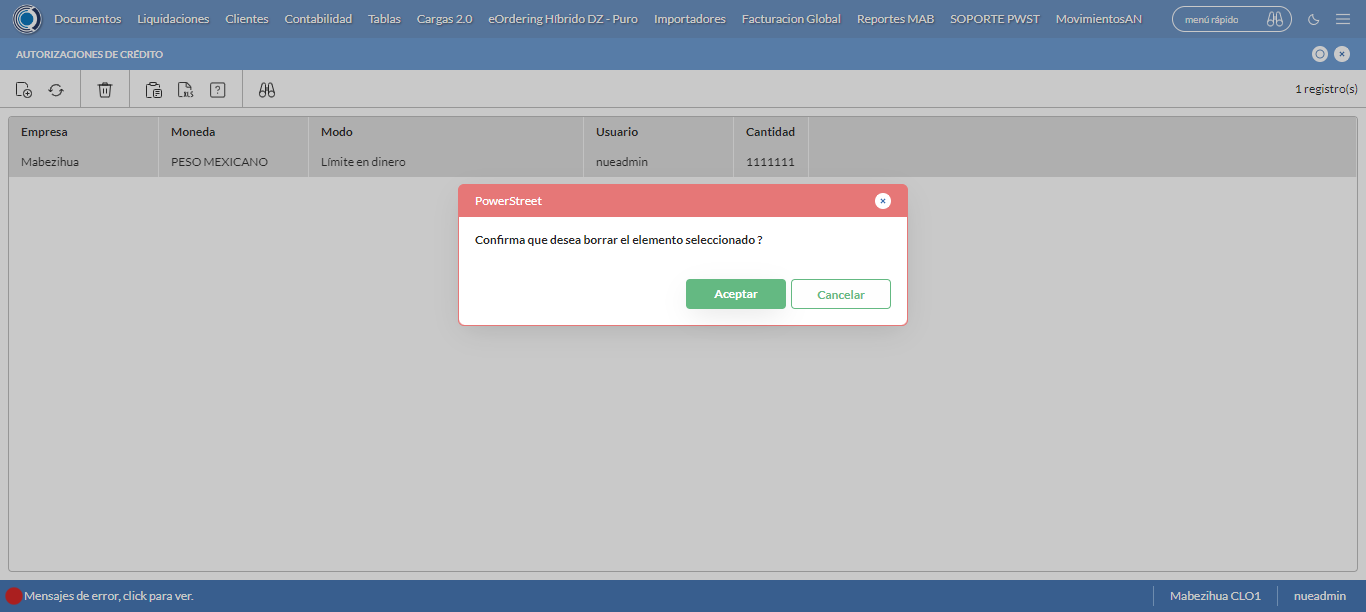 Documentos Liquidaciones Clientes Contabilidad Tablas Cargas 2.0 eOrdering Híbrido DZ - Puro Importadores Facturacion Global Reportes MAB SOPORTE PWST MovimientosAN menú rápido
AUTORIZACIONES DE CRÉDITO
XLS ? 1 registro(s)
Empresa Moneda Modo Usuario Cantidad
Mabezihua PESO MEXICANO Límite en dinero nueadmin 1111111
PowerStreet
Confirma que desea borrar el elemento seleccionado ?
Aceptar Cancelar
Mensajes de error, click para ver. Mabezihua CLO1 nueadmin